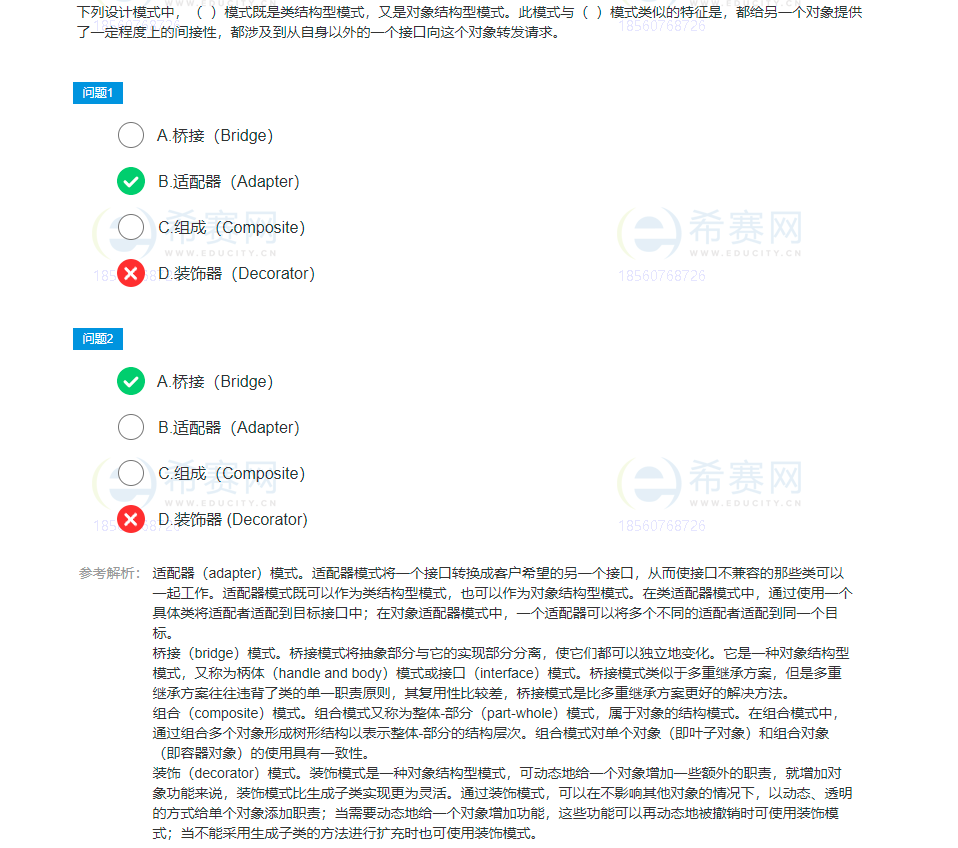 下列设计模式中，（ ）模式既是类结构型模式，又是对象结构型模式。此模式与（ ）模式类似的特征是，都给另一个对象提供
了一定程度上的间接性，都涉及到从自身以外的一个接口向这个对象转发请求。
18560768726
问题1
A.桥接（Bridge）
B.适配器（Adapter）
C.组成（Composite）
希赛网
WWW.EDUCITY.CN
希赛网
WWW.EDUCITY.CN
D.装饰器（Decorator）
18560768726
问题2
A.桥接（Bridge）
B.适配器（Adapter）
C.组成（Composite）
希赛网
WWW.EDUCITY.CN
希赛网
WWW.EDUCITY.CN
D.装饰器 (Decorator)
18560768726
参考解析： 适配器（adapter）模式。适配器模式将一个接口转换成客户希望的另一个接口，从而使接口不兼容的那些类可以
一起工作。适配器模式既可以作为类结构型模式，也可以作为对象结构型模式。在类适配器模式中，通过使用一个
具体类将适配者适配到目标接口中；在对象适配器模式中，一个适配器可以将多个不同的适配者适配到同一个目
标。
桥接（bridge）模式。桥接模式将抽象部分与它的实现部分分离，使它们都可以独立地变化。它是一种对象结构型
模式，又称为柄体（handle and body）模式或接口（interface）模式。桥接模式类似于多重继承方案，但是多重
继承方案往往违背了类的单一职责原则，其复用性比较差，桥接模式是比多重继承方案更好的解决方法。
组合（composite）模式。组合模式又称为整体-部分（part-whole）模式，属于对象的结构模式。在组合模式中，
通过组合多个对象形成树形结构以表示整体-部分的结构层次。组合模式对单个对象（即叶子对象）和组合对象
（即容器对象）的使用具有一致性。
装饰（decorator）模式。装饰模式是一种对象结构型模式，可动态地给一个对象增加一些额外的职责，就增加对
象功能来说，装饰模式比生成子类实现更为灵活。通过装饰模式，可以在不影响其他对象的情况下，以动态、透明
的方式给单个对象添加职责；当需要动态地给一个对象增加功能，这些功能可以再动态地被撤销时可使用装饰模
式；当不能采用生成子类的方法进行扩充时也可使用装饰模式。